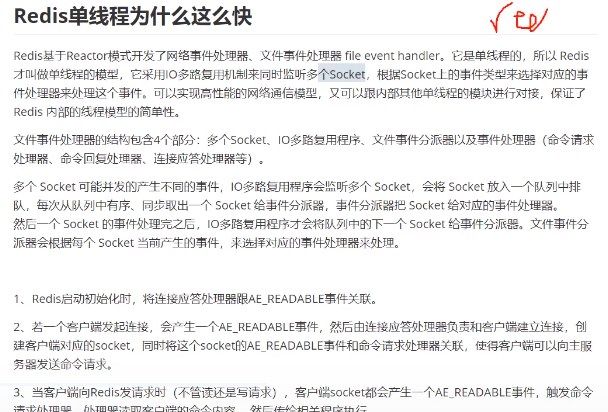 Redis单线程为什么这么快
Redis基于Reactor模式开发了网络事件处理器、文件事件处理器 file event handler。它是单线程的，所以 Redis
才叫做单线程的模型，它采用IO多路复用机制来同时监听多个Socket，根据Socket上的事件类型来选择对应的事
件处理器来处理这个事件。可以实现高性能的网络通信模型，又可以跟内部其他单线程的模块进行对接，保证了
Redis 内部的线程模型的简单性。
文件事件处理器的结构包含4个部分：多个Socket、IO多路复用程序、文件事件分派器以及事件处理器（命令请求
处理器、命令回复处理器、连接应答处理器等）。
多个 Socket 可能并发的产生不同的事件，IO多路复用程序会监听多个 Socket，会将 Socket 放入一个队列中排
队，每次从队列中有序、同步取出一个 Socket 给事件分派器，事件分派器把 Socket 给对应的事件处理器。
然后一个 Socket 的事件处理完之后，IO多路复用程序才会将队列中的下一个 Socket 给事件分派器。文件事件分
派器会根据每个 Socket 当前产生的事件，来选择对应的事件处理器来处理。
1、Redis启动初始化时，将连接应答处理器跟AE_READABLE事件关联。
2、若一个客户端发起连接，会产生一个AE_READABLE事件，然后由连接应答处理器负责和客户端建立连接，创
建客户端对应的socket，同时将这个socket的AE_READABLE事件和命令请求处理器关联，使得客户端可以向主服
务器发送命令请求。
3、当客户端向Redis发请求时（不管读还是写请求），客户端socket都会产生一个AE_READABLE事件，触发命令
请求处理器。处理器读取客户端的命令内容，然后传给相关程序执行。